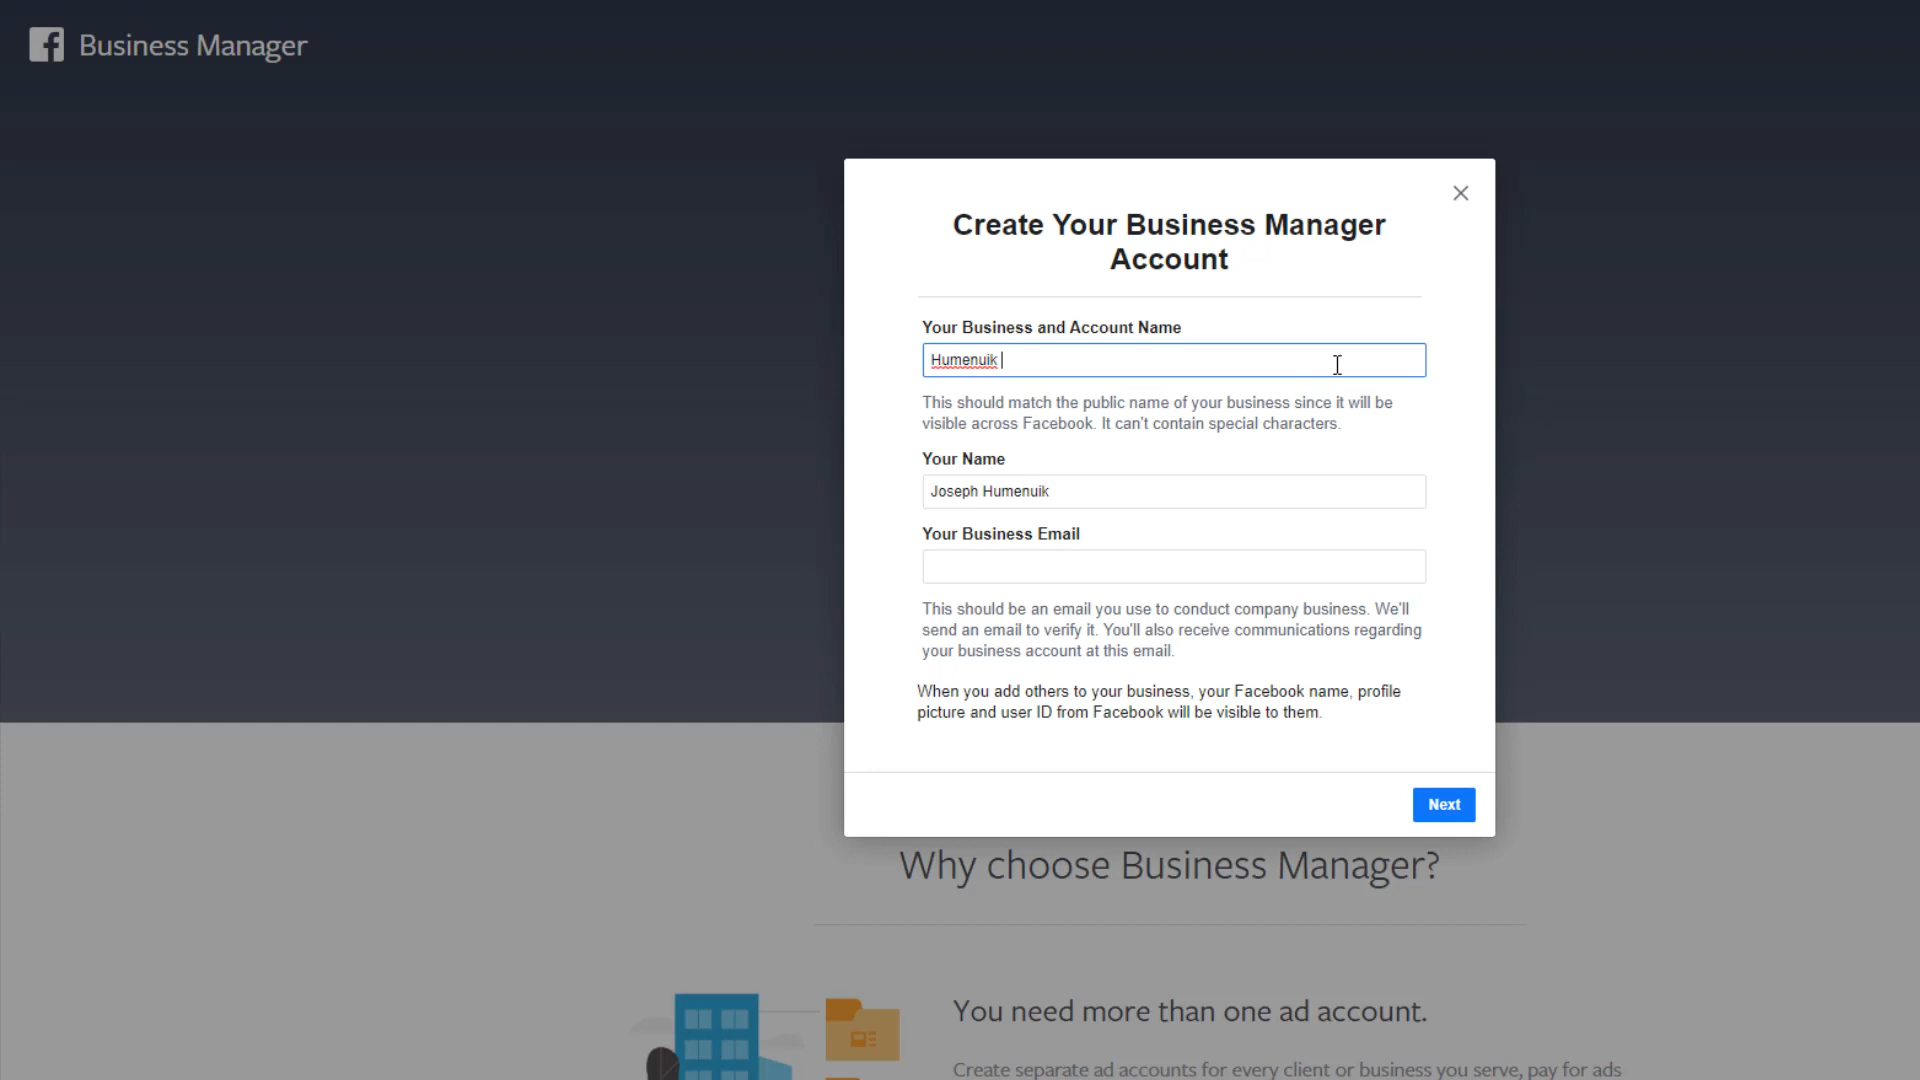 Business Manager
Create Your Business Manager
Account
Your Business and Account Name
Humenuik
This should match the public name of your business since it will be
visible across Facebook. It can't contain special characters.
Your Name
Joseph Humenuik
Your Business Email
This should be an email you use to conduct company business. We'll
send an email to verify it. You'll also receive communications regarding
your business account at this email.
When you add others to your business, your Facebook name, profile
picture and user ID from Facebook will be visible to them.
Next
Why choose Business Manager?
You need more than one ad account.
Create separate ad accounts for every client or business you serve, pay for ads